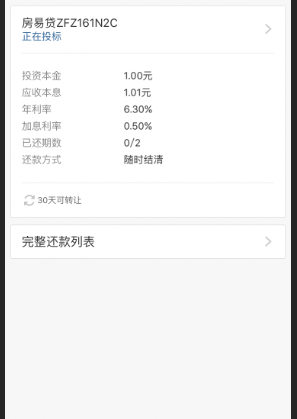 房易贷ZFZ161N2C
正在投标
投资本金 1.00元
应收本息 1.01元
年利率 6.30%
加息利率 0.50%
已还期数 0/2
还款方式 随时结清
30天可转让
完整还款列表